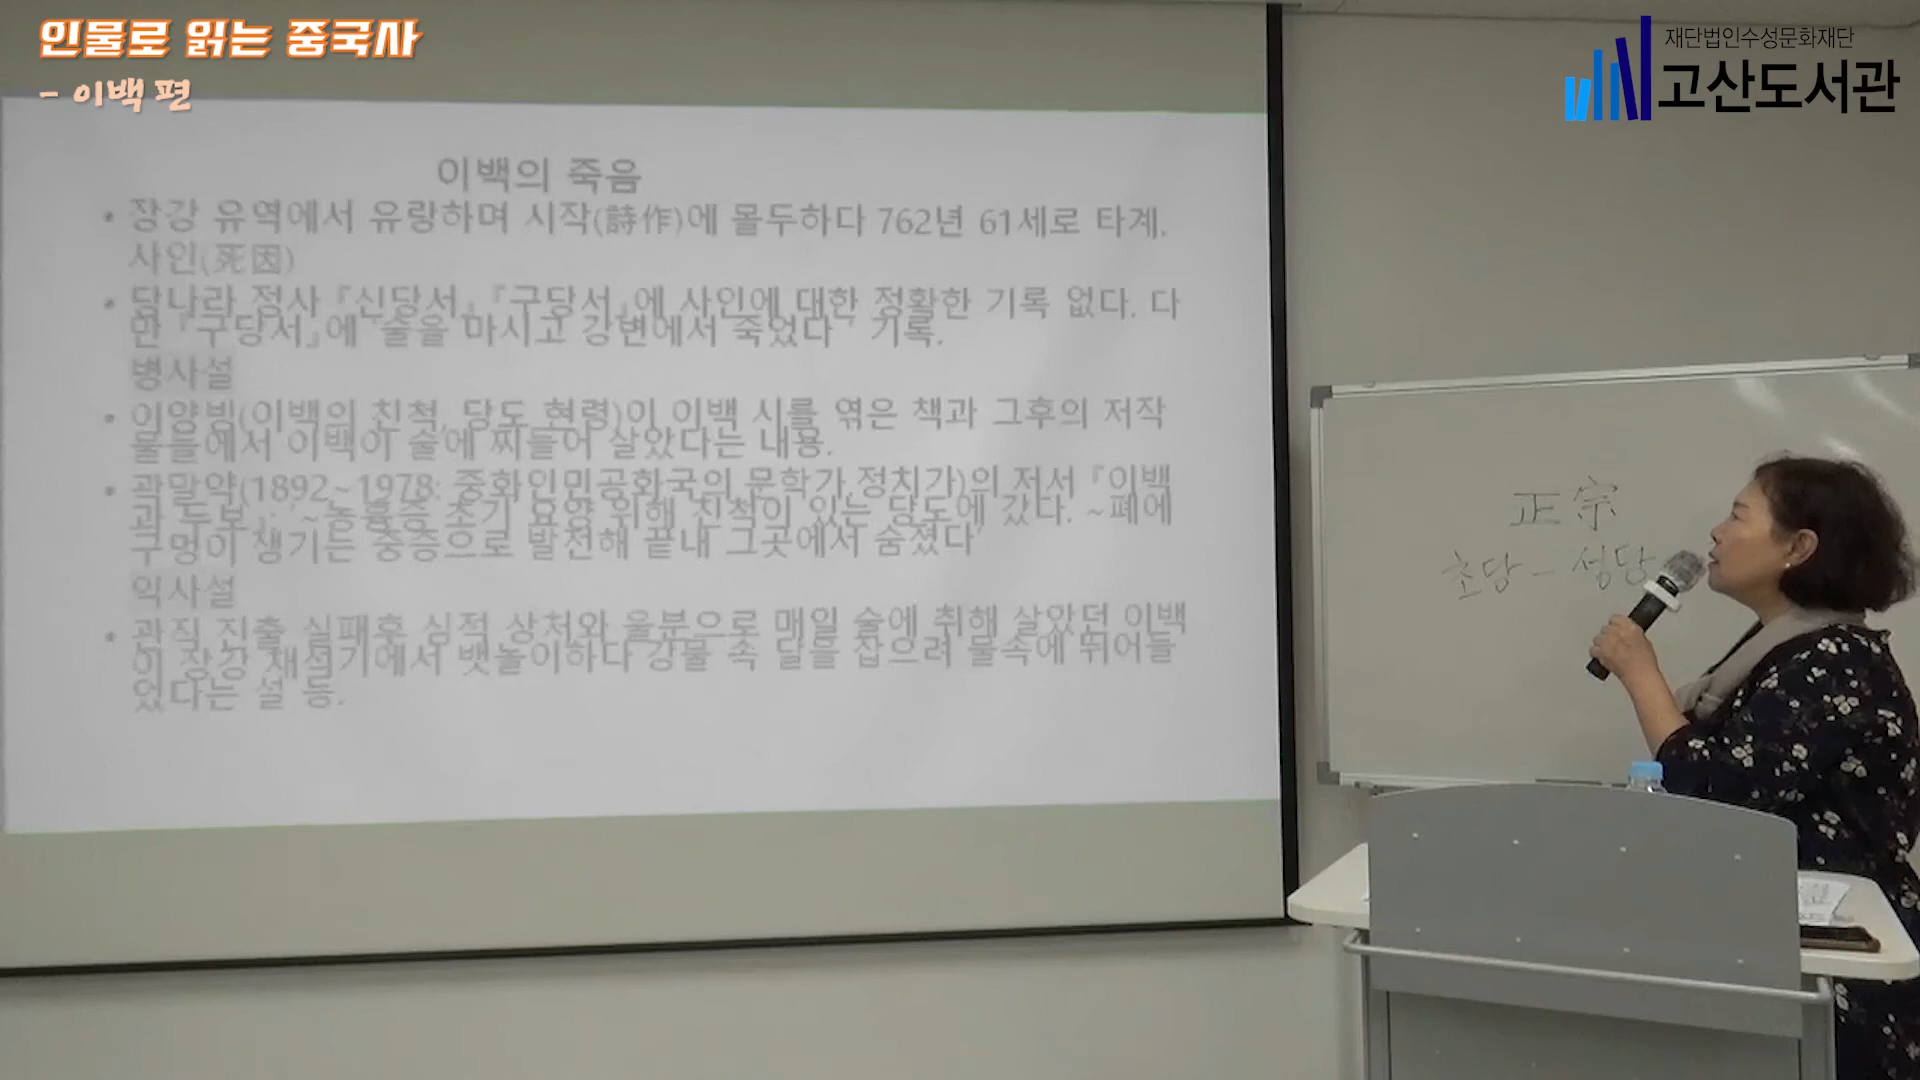 인물로 읽는 중국사
- 이백 편
재단법인수성문화재단
고산도서관
이백의 죽음
• 장강 유역에서 유랑하며 시작(詩作)에 몰두하다 762년 61세로 타계.
사인(死因)
• 당나라 정사 『신당서』『구당서』에 사인에 대한 정확한 기록 없다. 다
만 『구당서』에 '술을 마시고 강변에서 죽었다' 기록.
병사설
• 이양빙(이백의 친척, 당도 현령)이 이백 시를 엮은 책과 그후의 저작
물들에서 이백이 술에 찌들어 살았다는 내용.
• 곽말약(1892~1978: 중화인민공화국의 문학가,정치가)의 저서 『이백
과 두보』: '~농흉증 초기 요양 위해 친척이 있는 당도에 갔다. ~폐에
구멍이 생기는 중증으로 발전해 끝내 그곳에서 숨졌다'
익사설
• 관직 진출 실패후 심적 상처와 울분으로 매일 술에 취해 살았던 이백
이 장강 채석기에서 뱃놀이하다 강물 속 달을 잡으려 물속에 뛰어들
었다는 설 등.
正宗
초당 - 성당